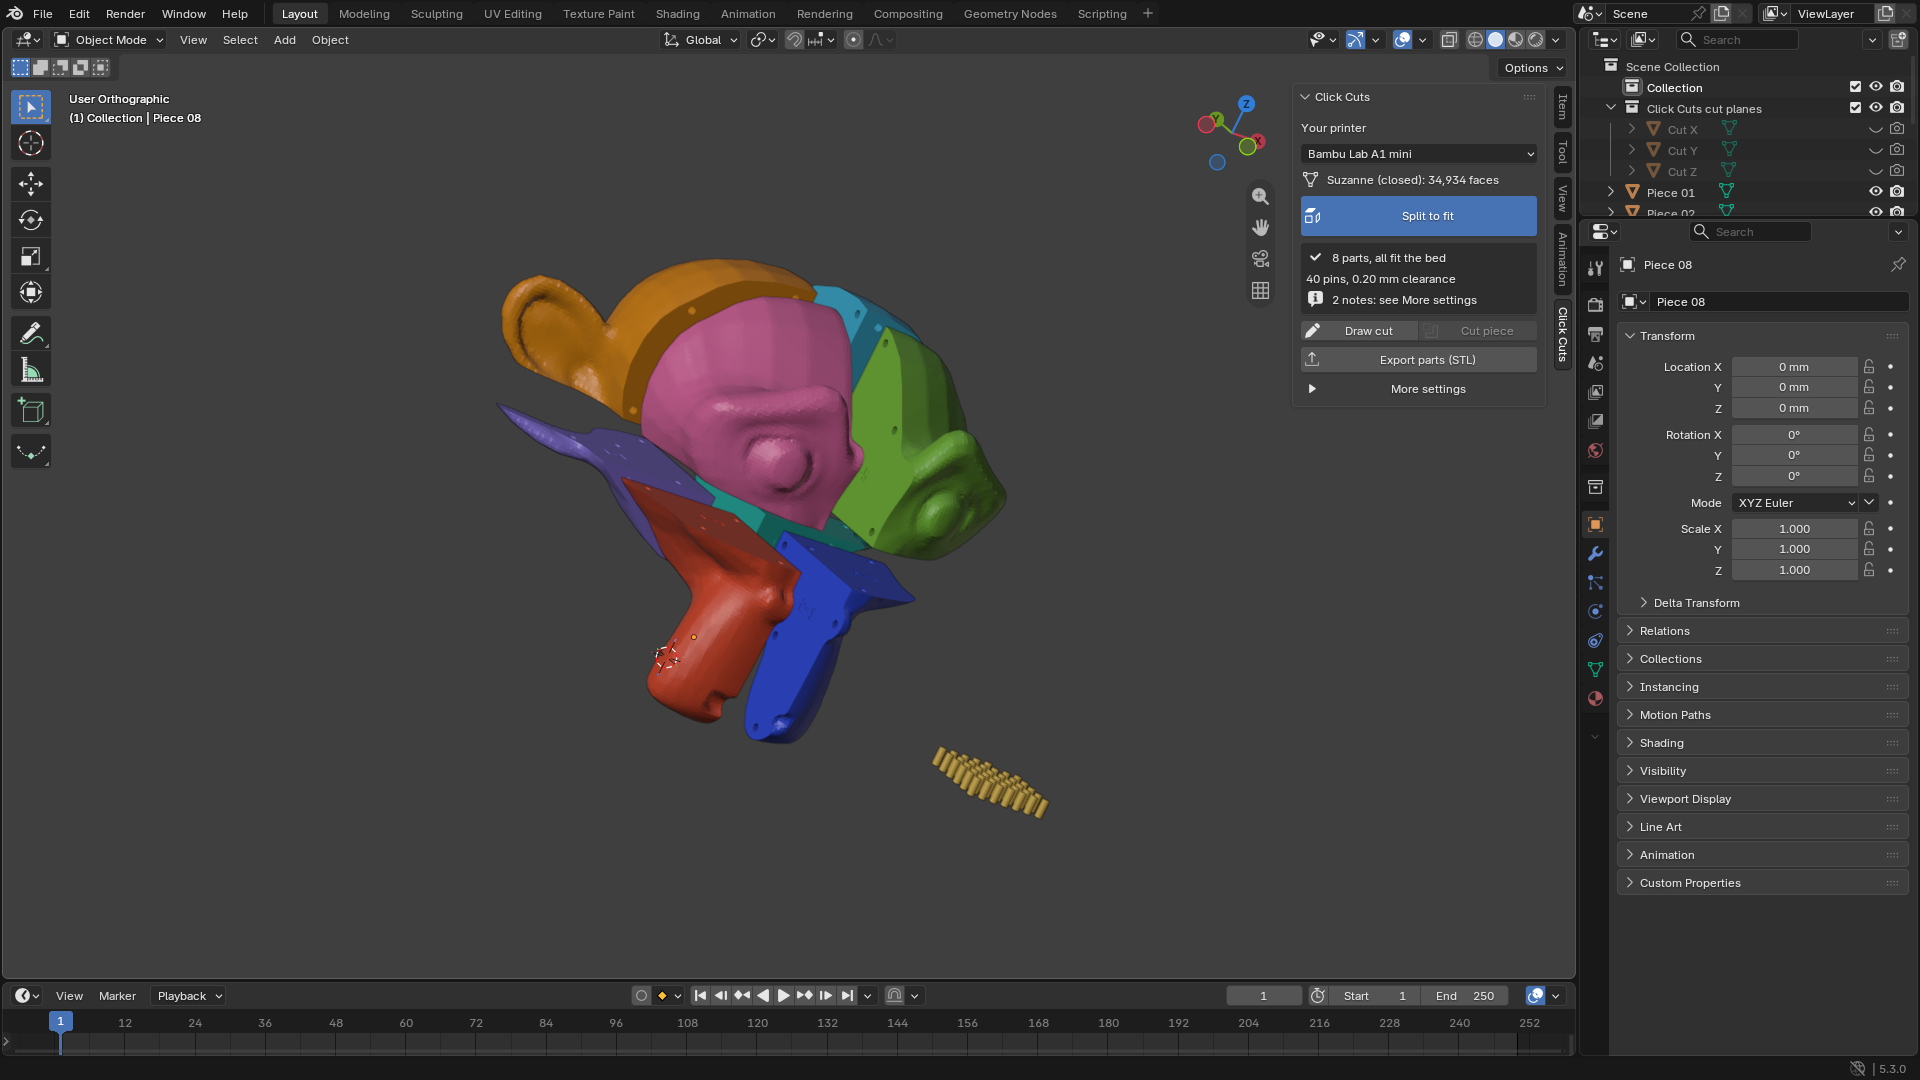 File Edit Render Window Help Layout Modeling Sculpting UV Editing Texture Paint Shading Animation Rendering Compositing Geometry Nodes Scripting + Scene ViewLayer
Object Mode View Select Add Object Global Search
Options
User Orthographic
(1) Collection | Piece 08
Z
Y
X
Click Cuts
Your printer
Bambu Lab A1 mini
Suzanne (closed): 34,934 faces
Split to fit
8 parts, all fit the bed
40 pins, 0.20 mm clearance
2 notes: see More settings
Draw cut Cut piece
Export parts (STL)
More settings
Item
Tool
View
Animation
Click Cuts
Scene Collection
Collection
Click Cuts cut planes
Cut X
Cut Y
Cut Z
Piece 01
Piece 02
Search
Piece 08
Piece 08
Transform
Location X 0 mm
Y 0 mm
Z 0 mm
Rotation X 0°
Y 0°
Z 0°
Mode XYZ Euler
Scale X 1.000
Y 1.000
Z 1.000
Delta Transform
Relations
Collections
Instancing
Motion Paths
Shading
Visibility
Viewport Display
Line Art
Animation
Custom Properties
View Marker Playback 1 Start 1 End 250
1 12 24 36 48 60 72 84 96 108 120 132 144 156 168 180 192 204 216 228 240 252
5.3.0